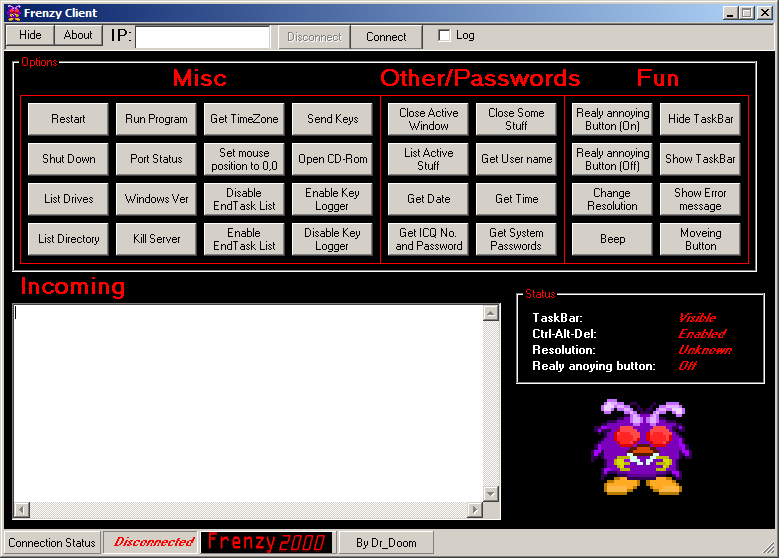 Frenzy Client
Hide About IP: Disconnect Connect Log
Options
Misc Other/Passwords Fun
Restart Run Program Get TimeZone Send Keys Close Active Window Close Some Stuff Realy annoying Button (On) Hide TaskBar
Shut Down Port Status Set mouse position to 0,0 Open CD-Rom List Active Stuff Get User name Realy annoying Button (Off) Show TaskBar
List Drives Windows Ver Disable EndTask List Enable Key Logger Get Date Get Time Change Resolution Show Error message
List Directory Kill Server Enable EndTask List Disable Key Logger Get ICQ No. and Password Get System Passwords Beep Moveing Button
Incoming
Status
TaskBar: Visible
Ctrl-Alt-Del: Enabled
Resolution: Unknown
Realy anoying button: Off
Connection Status Disconnected Frenzy 2000 By Dr_Doom